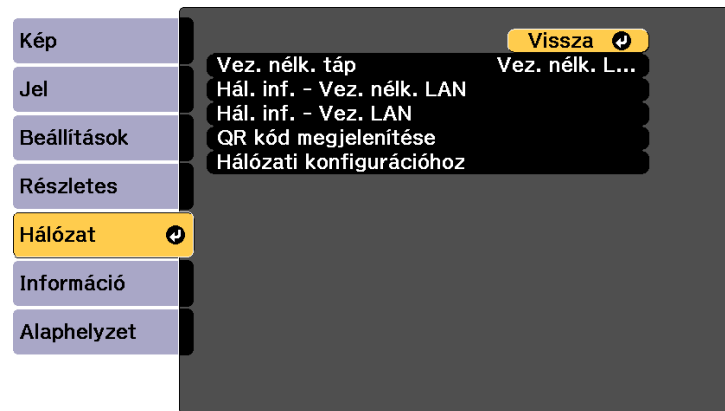 Kép
Jel
Beállítások
Részletes
Hálózat
Információ
Alaphelyzet
Vissza
Vez. nélk. táp Vez. nélk. L...
Hál. inf. - Vez. nélk. LAN
Hál. inf. - Vez. LAN
QR kód megjelenítése
Hálózati konfigurációhoz